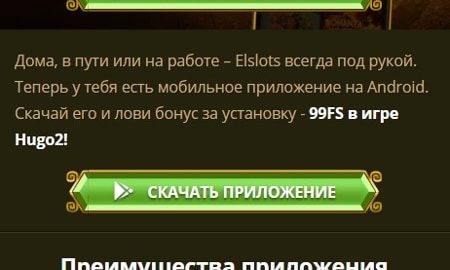 Дома, в пути или на работе – Elslots всегда под рукой.
Теперь у тебя есть мобильное приложение на Android.
Скачай его и лови бонус за установку - 99FS в игре
Hugo2!
СКАЧАТЬ ПРИЛОЖЕНИЕ
Преимущества приложения